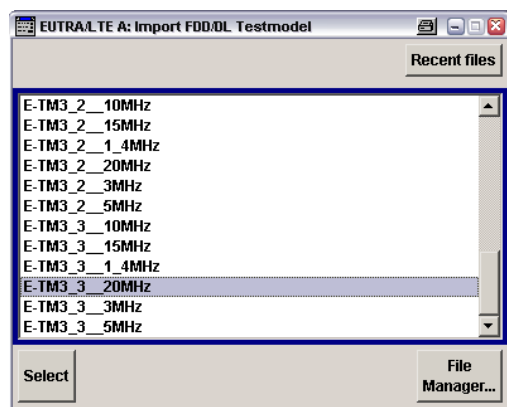 EUTRA/LTE A: Import FDD/DL Testmodel
Recent files
E-TM3_2__10MHz
E-TM3_2__15MHz
E-TM3_2__1_4MHz
E-TM3_2__20MHz
E-TM3_2__3MHz
E-TM3_2__5MHz
E-TM3_3__10MHz
E-TM3_3__15MHz
E-TM3_3__1_4MHz
E-TM3_3__20MHz
E-TM3_3__3MHz
E-TM3_3__5MHz
Select
File
Manager...